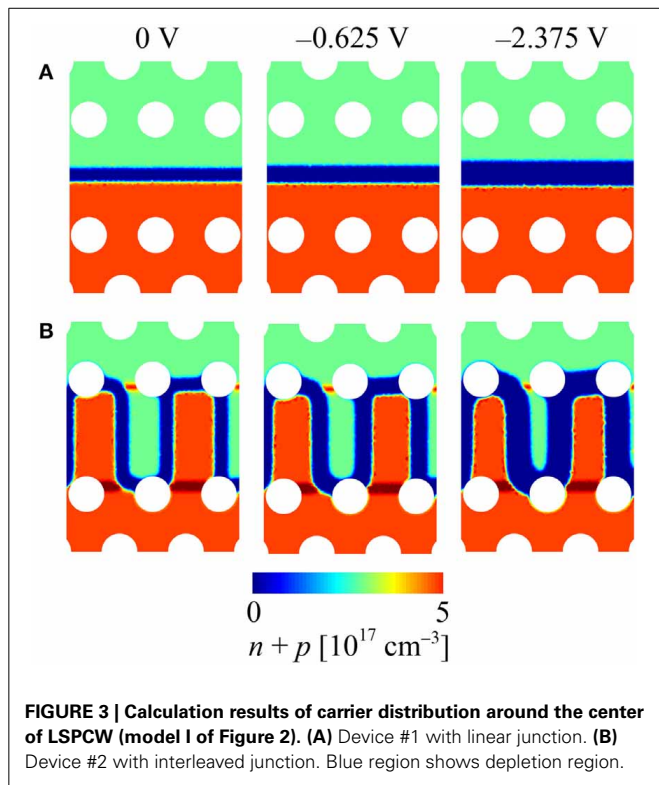 0 V –0.625 V –2.375 V
A
B
0 5
n + p [10¹⁷ cm⁻³]
FIGURE 3 | Calculation results of carrier distribution around the center
of LSPCW (model I of Figure 2). (A) Device #1 with linear junction. (B)
Device #2 with interleaved junction. Blue region shows depletion region.